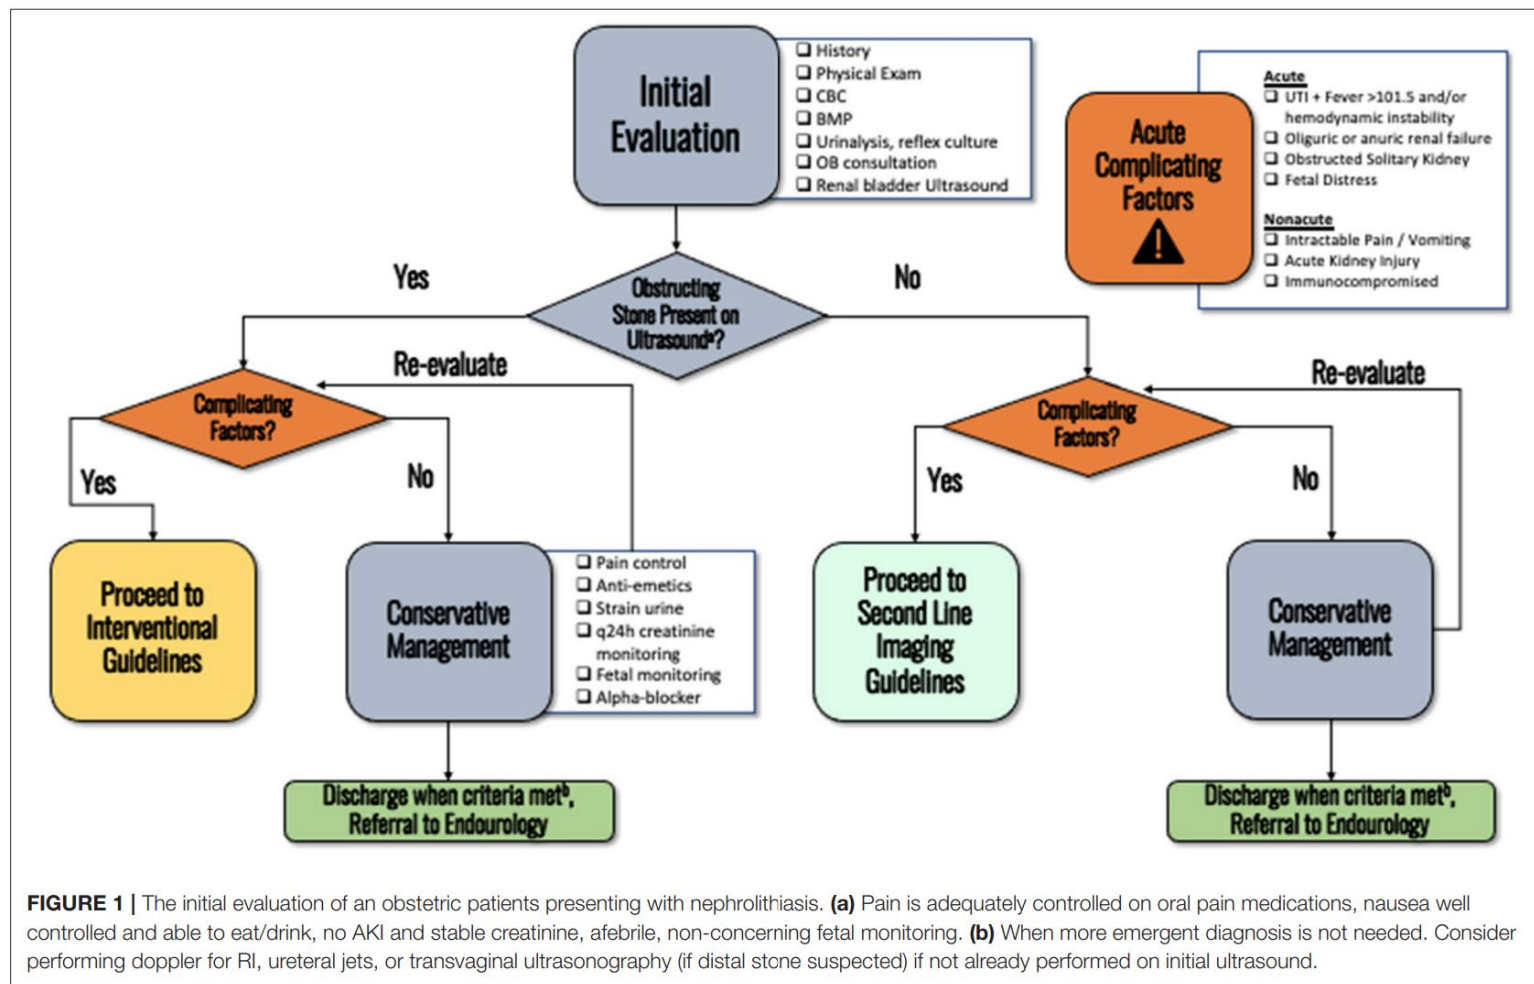 Initial
Evaluation
❑ History
❑ Physical Exam
❑ CBC
❑ BMP
❑ Urinalysis, reflex culture
❑ OB consultation
❑ Renal bladder Ultrasound
Acute
Complicating
Factors
Acute
❑ UTI + Fever >101.5 and/or
hemodynamic instability
❑ Oliguric or anuric renal failure
❑ Obstructed Solitary Kidney
❑ Fetal Distress
Nonacute
❑ Intractable Pain / Vomiting
❑ Acute Kidney Injury
❑ Immunocompromised
Yes
Obstructing
Stone Present on
Ultrasoundᵃ?
No
Re-evaluate
Complicating
Factors?
Yes
No
Proceed to
Interventional
Guidelines
Conservative
Management
❑ Pain control
❑ Anti-emetics
❑ Strain urine
❑ q24h creatinine
monitoring
❑ Fetal monitoring
❑ Alpha-blocker
Discharge when criteria metᵇ,
Referral to Endourology
Re-evaluate
Complicating
Factors?
Yes
No
Proceed to
Second Line
Imaging
Guidelines
Conservative
Management
Discharge when criteria metᵇ,
Referral to Endourology
FIGURE 1 | The initial evaluation of an obstetric patients presenting with nephrolithiasis. (a) Pain is adequately controlled on oral pain medications, nausea well
controlled and able to eat/drink, no AKI and stable creatinine, afebrile, non-concerning fetal monitoring. (b) When more emergent diagnosis is not needed. Consider
performing doppler for RI, ureteral jets, or transvaginal ultrasonography (if distal stone suspected) if not already performed on initial ultrasound.